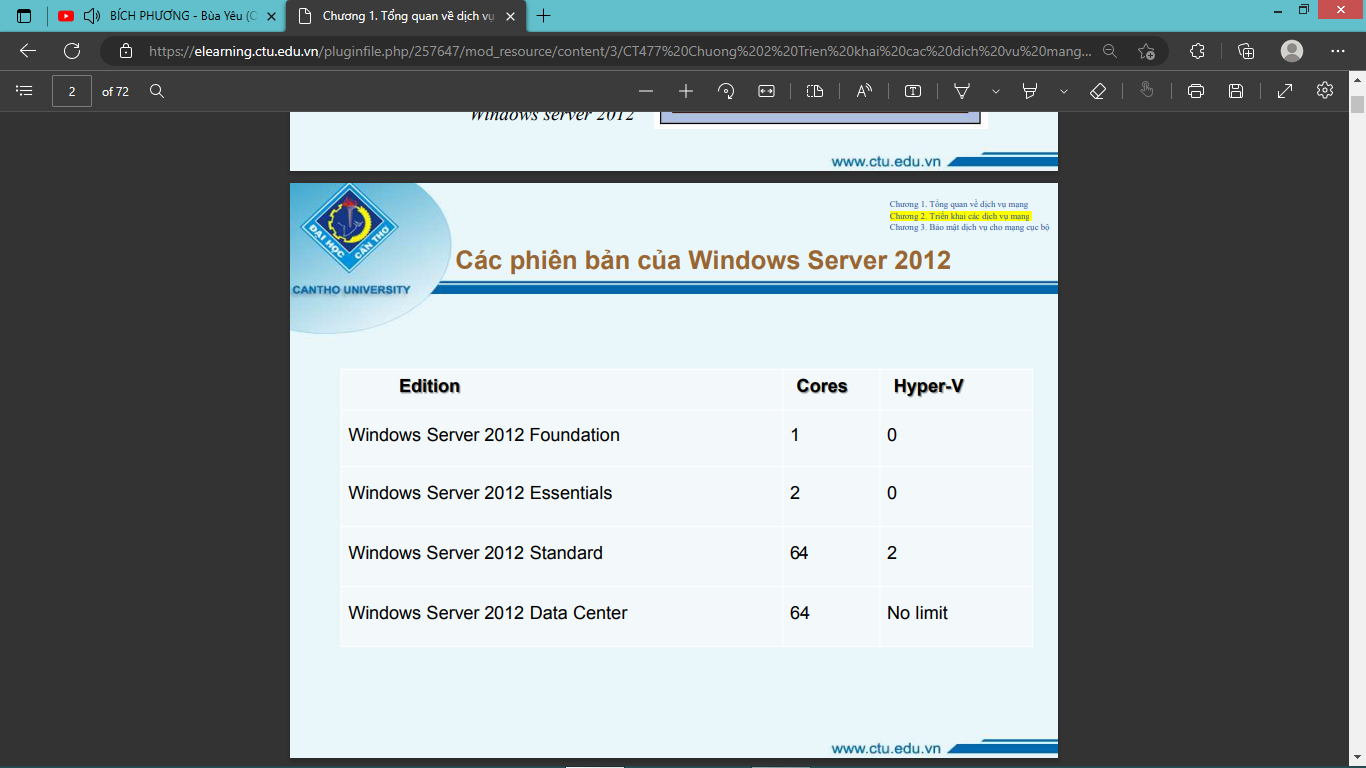 BÍCH PHƯƠNG - Bùa Yêu (O
Chương 1. Tổng quan về dịch vụ
https://elearning.ctu.edu.vn/pluginfile.php/257647/mod_resource/content/3/CT477%20Chuong%202%20Trien%20khai%20cac%20dich%20vu%20mang...
2 of 72
Windows server 2012
www.ctu.edu.vn
ĐẠI HỌC CẦN THƠ
CANTHO UNIVERSITY
Chương 1. Tổng quan về dịch vụ mạng
Chương 2. Triển khai các dịch vụ mạng
Chương 3. Bảo mật dịch vụ cho mạng cục bộ
Các phiên bản của Windows Server 2012
Edition Cores Hyper-V
Windows Server 2012 Foundation 1 0
Windows Server 2012 Essentials 2 0
Windows Server 2012 Standard 64 2
Windows Server 2012 Data Center 64 No limit
www.ctu.edu.vn